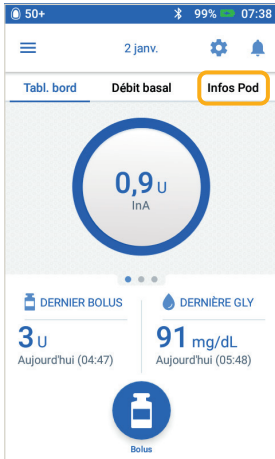 50+ 99% 07:38
2 janv.
Tabl. bord Débit basal Infos Pod
0,9 U
InA
DERNIER BOLUS DERNIÈRE GLY
3 U 91 mg/dL
Aujourd'hui (04:47) Aujourd'hui (05:48)
Bolus